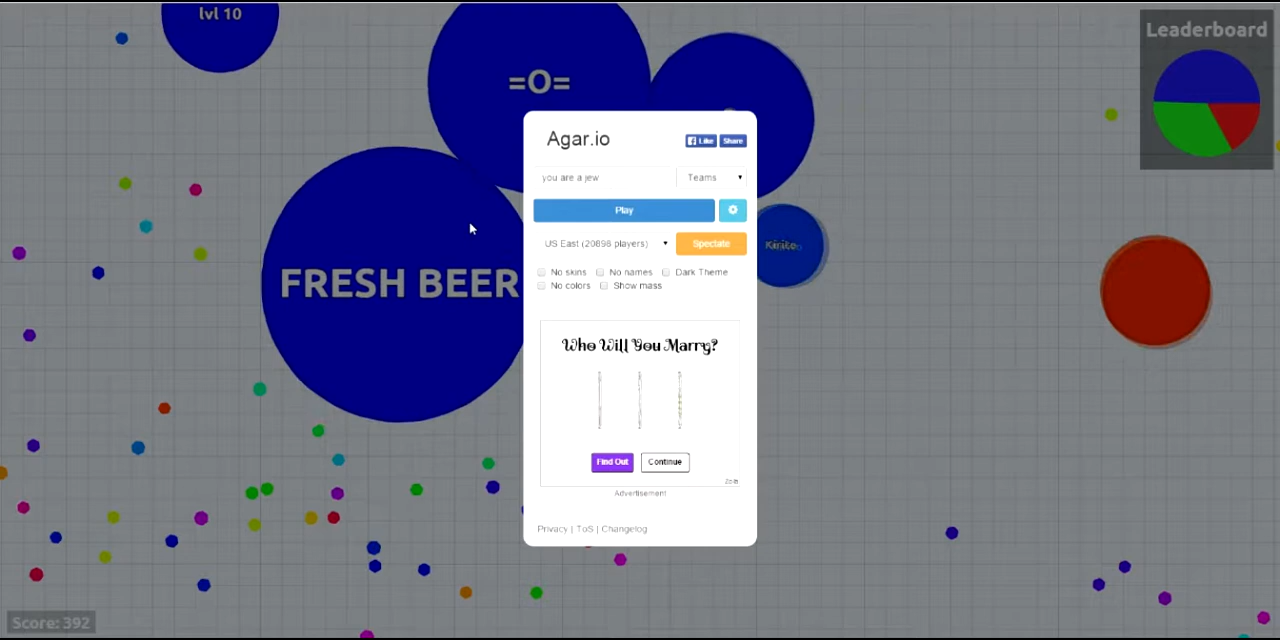 lvl 10
Leaderboard
=O=
Agar.io
Like
Share
you are a jew
Teams
Play
US East (20898 players)
Spectate
Kirito
No skins
No names
Dark Theme
No colors
Show mass
FRESH BEER
Who Will You Marry?
Find Out
Continue
Advertisement
Privacy | ToS | Changelog
Score: 392